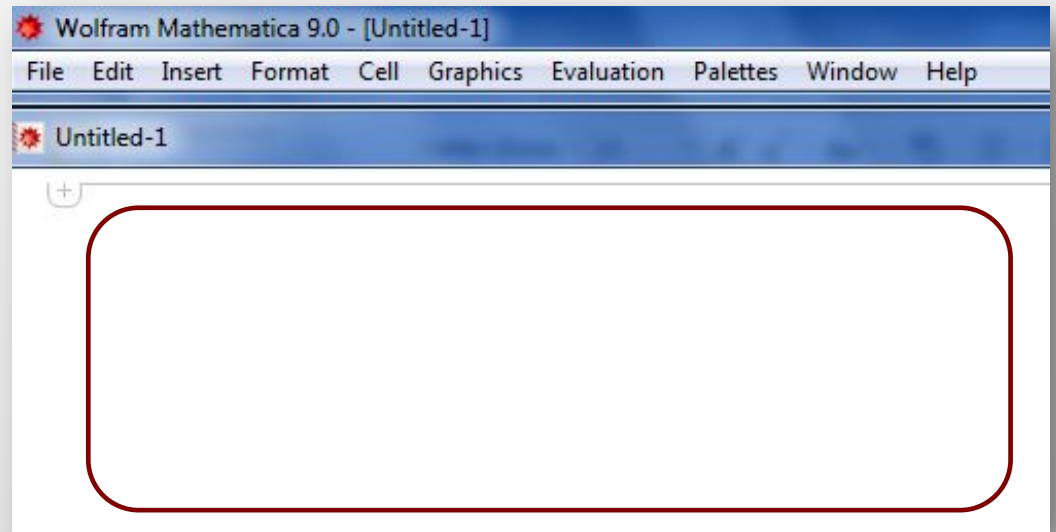 Wolfram Mathematica 9.0 - [Untitled-1]
File Edit Insert Format Cell Graphics Evaluation Palettes Window Help
Untitled-1